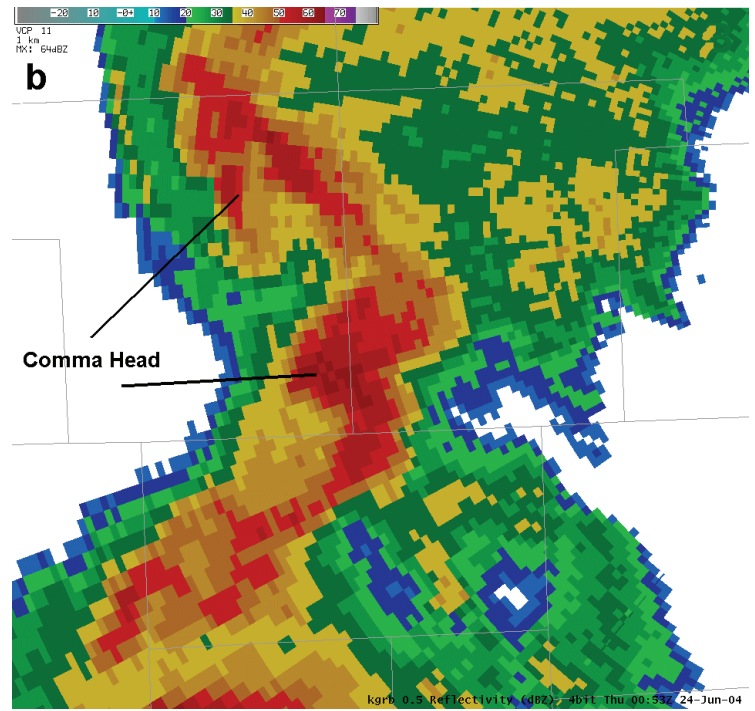 -20 10 -0+ 10 20 30 40 50 60 70
VCP 11
1 km
MX: 64dBZ
b
Comma Head
kgrb 0.5 Reflectivity (dBZ) 4bit Thu 00:53Z 24-Jun-04